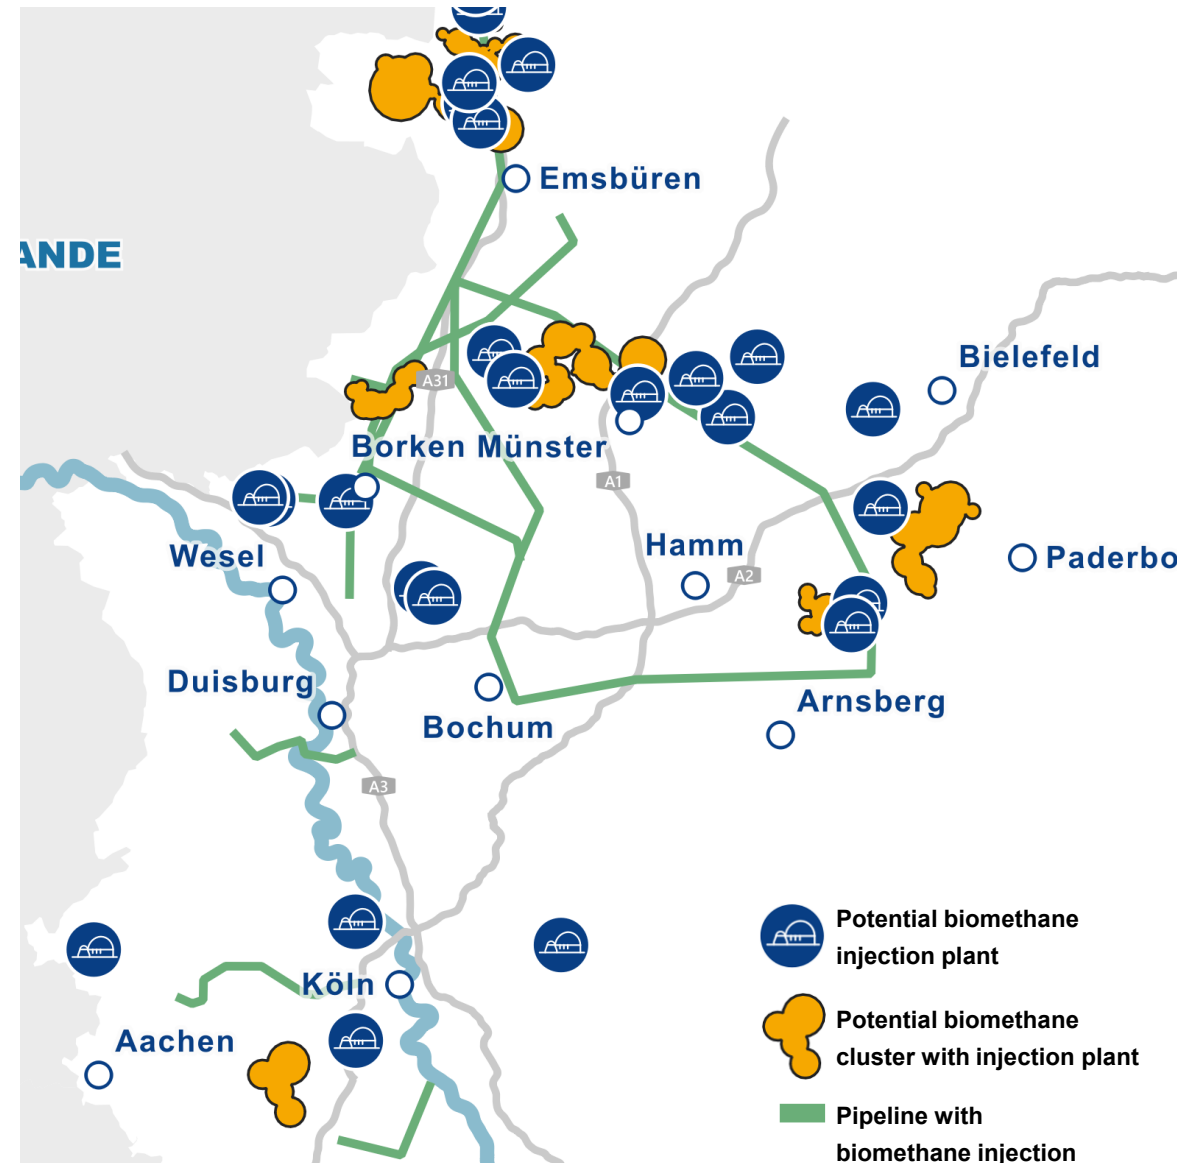 Emsbüren
ANDE
Bielefeld
A31
Borken
Münster
A1
Wesel
Hamm
A2
Paderbo
Duisburg
Bochum
Arnsberg
A3
Köln
Aachen
Potential biomethane
injection plant
Potential biomethane
cluster with injection plant
Pipeline with
biomethane injection